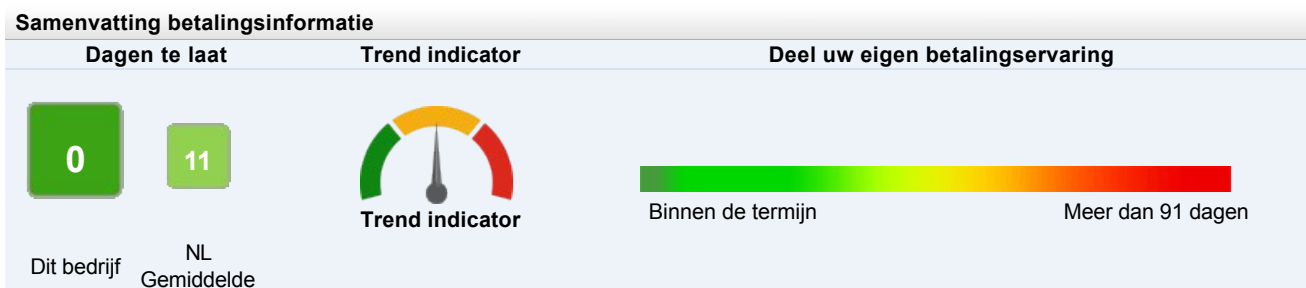 Samenvatting betalingsinformatie
Dagen te laat
Trend indicator
Deel uw eigen betalingservaring
0
11
Trend indicator
Binnen de termijn
Meer dan 91 dagen
Dit bedrijf
NL
Gemiddelde